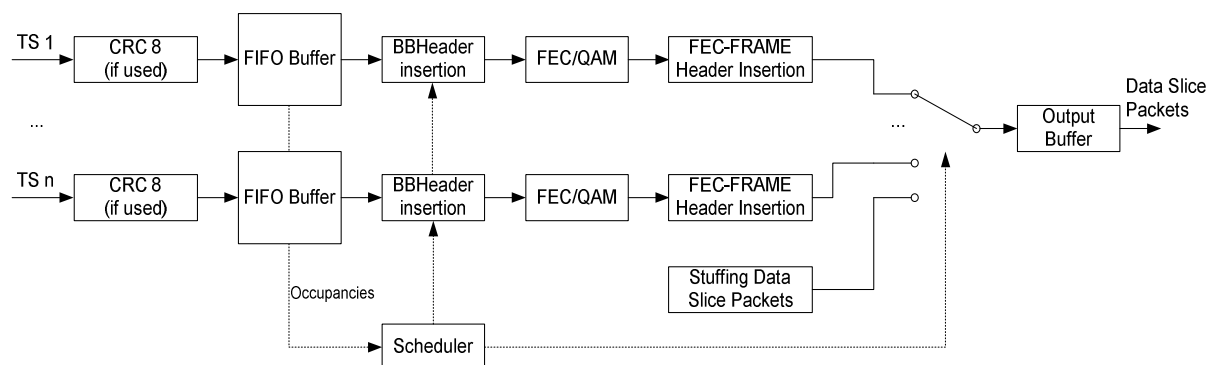 TS 1
CRC 8
(if used)
FIFO Buffer
BBHeader
insertion
FEC/QAM
FEC-FRAME
Header Insertion
...
...
Output
Buffer
Data Slice
Packets
TS n
CRC 8
(if used)
FIFO Buffer
BBHeader
insertion
FEC/QAM
FEC-FRAME
Header Insertion
Stuffing Data
Slice Packets
Occupancies
Scheduler